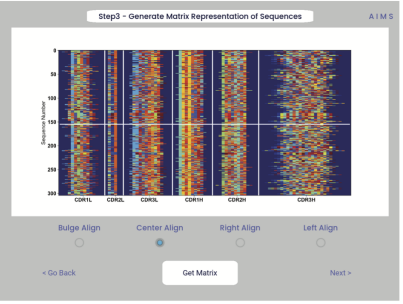 Step3 - Generate Matrix Representation of Sequences
AIMS
Sequence Number
0
50
100
150
200
250
300
CDR1L
CDR2L
CDR3L
CDR1H
CDR2H
CDR3H
Bulge Align
Center Align
Right Align
Left Align
< Go Back
Get Matrix
Next >